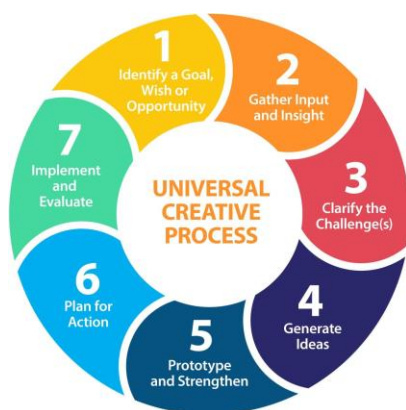 1
Identify a Goal,
Wish or
Opportunity
2
Gather Input
and Insight
3
Clarify the
Challenge(s)
4
Generate
Ideas
5
Prototype
and Strengthen
6
Plan for
Action
7
Implement
and
Evaluate
UNIVERSAL
CREATIVE
PROCESS